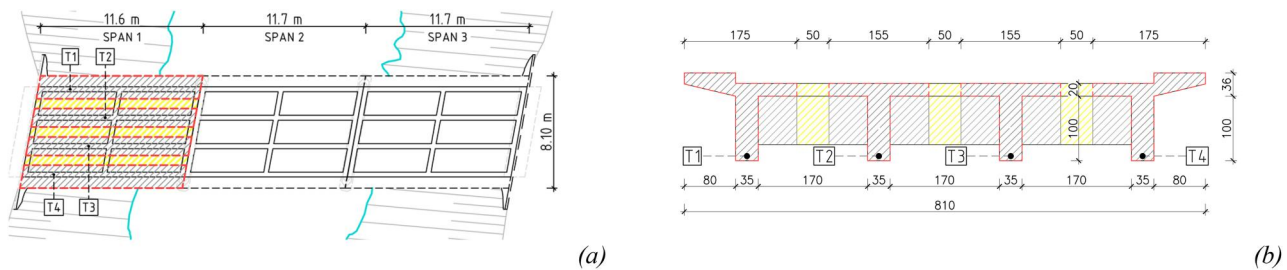 11.6 m 11.7 m 11.7 m
SPAN 1 SPAN 2 SPAN 3
T1 T2
8.10 m
T4 T3
(a)
175 50 155 50 155 50 175
20 36
100 100
T1 T2 T3 T4
80 35 170 35 170 35 170 35 80
810
(b)